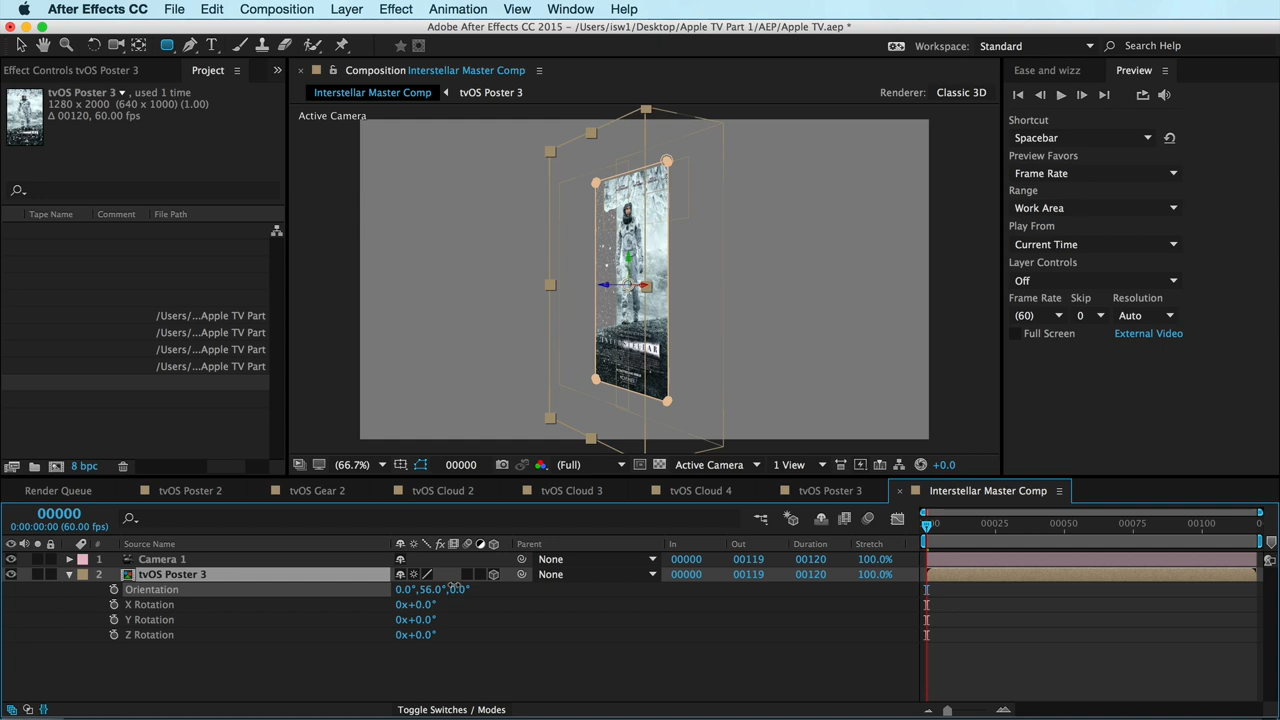 After Effects CC File Edit Composition Layer Effect Animation View Window Help
Adobe After Effects CC 2015 - /Users/isw1/Desktop/Apple TV Part 1/AEP/Apple TV.aep *
Workspace: Standard Search Help
Effect Controls tvOS Poster 3 Project
Composition Interstellar Master Comp
Ease and wizz Preview
tvOS Poster 3 , used 1 time
1280 x 2000 (640 x 1000) (1.00)
Δ 00120, 60.00 fps
Interstellar Master Comp tvOS Poster 3
Renderer: Classic 3D
Active Camera
Shortcut
Spacebar
Preview Favors
Frame Rate
Range
Work Area
Play From
Current Time
Layer Controls
Off
Frame Rate Skip Resolution
(60) 0 Auto
Full Screen External Video
Tape Name Comment File Path
/Users/...Apple TV Part
/Users/...Apple TV Part
/Users/...Apple TV Part
/Users/...Apple TV Part
8 bpc
(66.7%) 00000 (Full) Active Camera 1 View +0.0
Render Queue tvOS Poster 2 tvOS Gear 2 tvOS Cloud 2 tvOS Cloud 3 tvOS Cloud 4 tvOS Poster 3 Interstellar Master Comp
00000
0:00:00:00 (60.00 fps)
00025 00050 00075 00100
# Source Name Parent In Out Duration Stretch
1 Camera 1 None 00000 00119 00120 100.0%
2 tvOS Poster 3 None 00000 00119 00120 100.0%
Orientation 0.0°,56.0°,0.0°
X Rotation 0x+0.0°
Y Rotation 0x+0.0°
Z Rotation 0x+0.0°
Toggle Switches / Modes